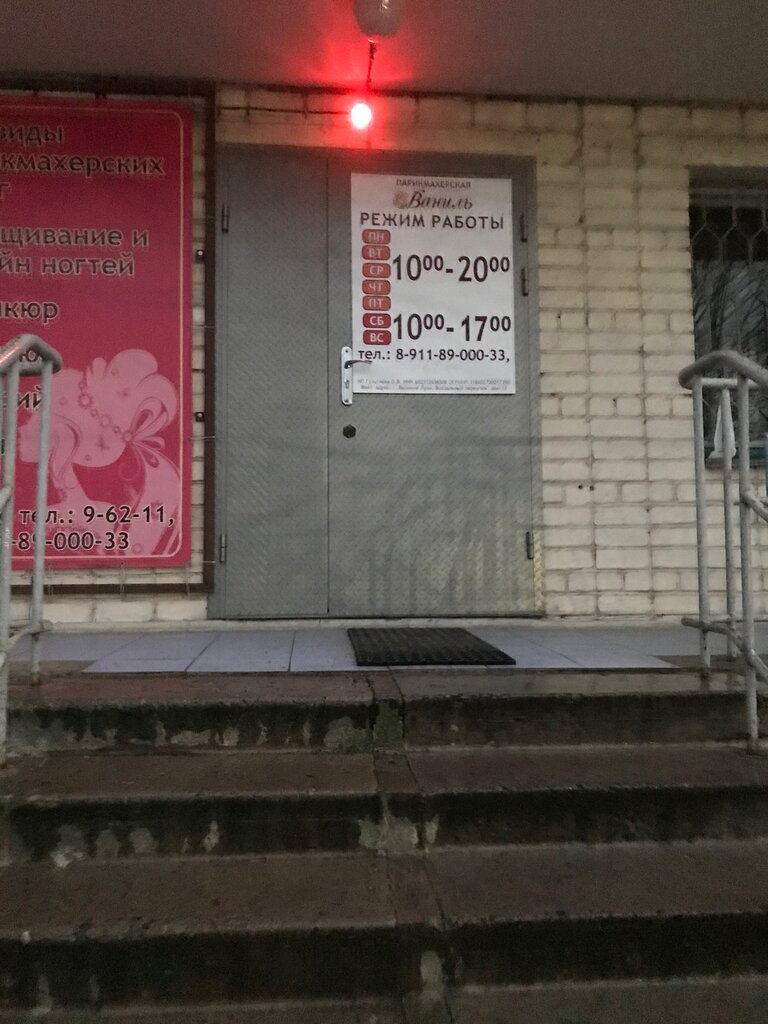 виды
кмахерских
г
щивание и
йн ногтей
кюр
тел.: 9-62-11,
-89-000-33
ПАРИКМАХЕРСКАЯ
Ваниль
РЕЖИМ РАБОТЫ
ПН
ВТ
СР
ЧТ
ПТ
10⁰⁰-20⁰⁰
СБ
ВС
10⁰⁰-17⁰⁰
тел.: 8-911-89-000-33,